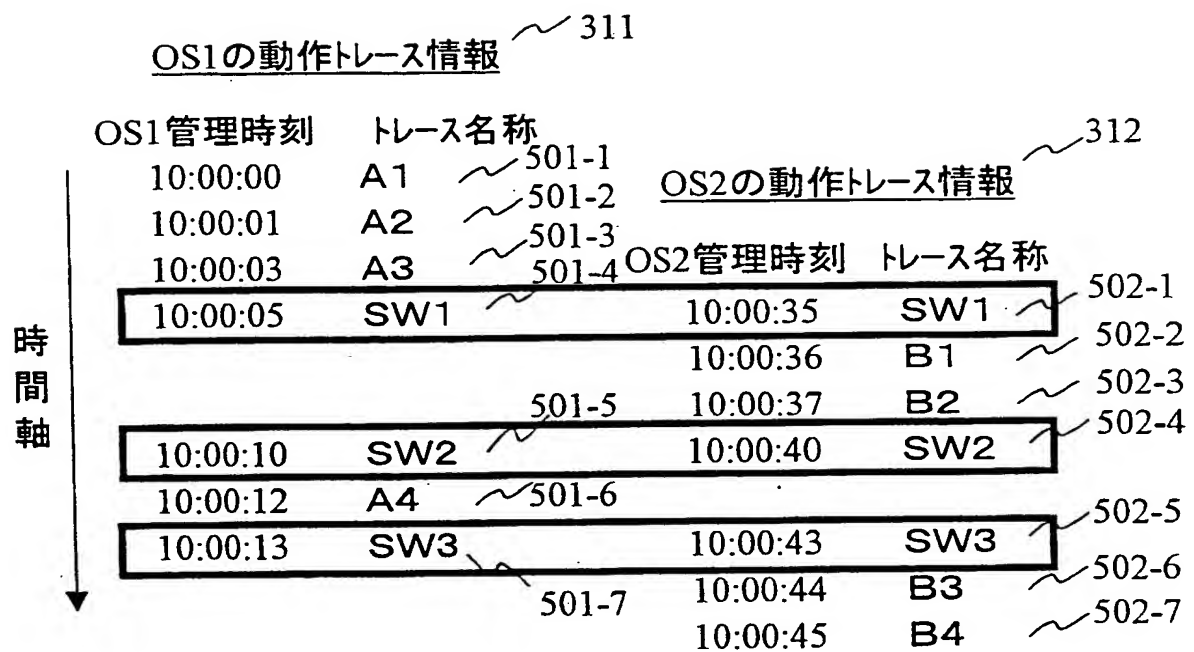 311
OS1の動作トレース情報
OS1管理時刻 トレース名称
312
10:00:00 A1 501-1
OS2の動作トレース情報
10:00:01 A2 501-2
10:00:03 A3 501-3
OS2管理時刻 トレース名称
10:00:05 SW1 501-4 10:00:35 SW1 502-1
10:00:36 B1 502-2
10:00:37 B2 502-3
10:00:10 SW2 501-5 10:00:40 SW2 502-4
10:00:12 A4 501-6
10:00:13 SW3 501-7 10:00:43 SW3 502-5
10:00:44 B3 502-6
10:00:45 B4 502-7
時間軸